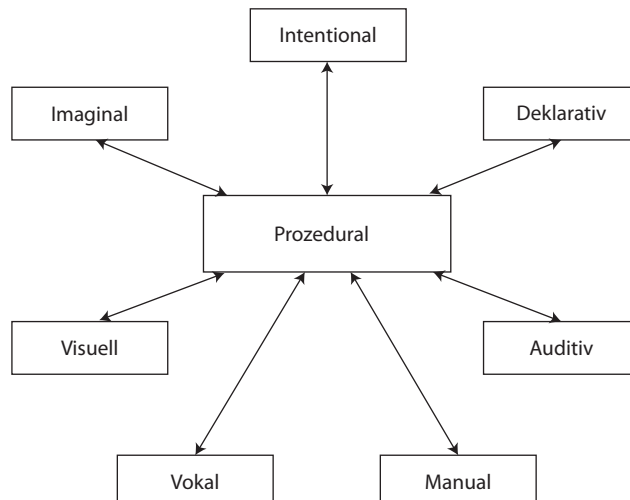 Intentional
Imaginal
Deklarativ
Prozedural
Visuell
Auditiv
Vokal
Manual